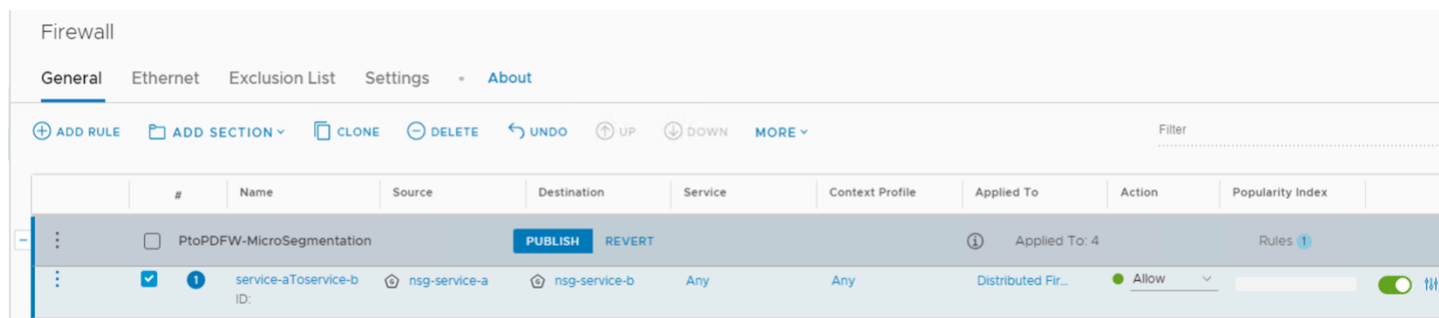 Firewall
General Ethernet Exclusion List Settings • About
ADD RULE ADD SECTION CLONE DELETE UNDO UP DOWN MORE Filter
# Name Source Destination Service Context Profile Applied To Action Popularity Index
PtoPDFW-MicroSegmentation PUBLISH REVERT Applied To: 4 Rules 1
1 service-aToservice-b nsg-service-a nsg-service-b Any Any Distributed Fir... Allow
ID: